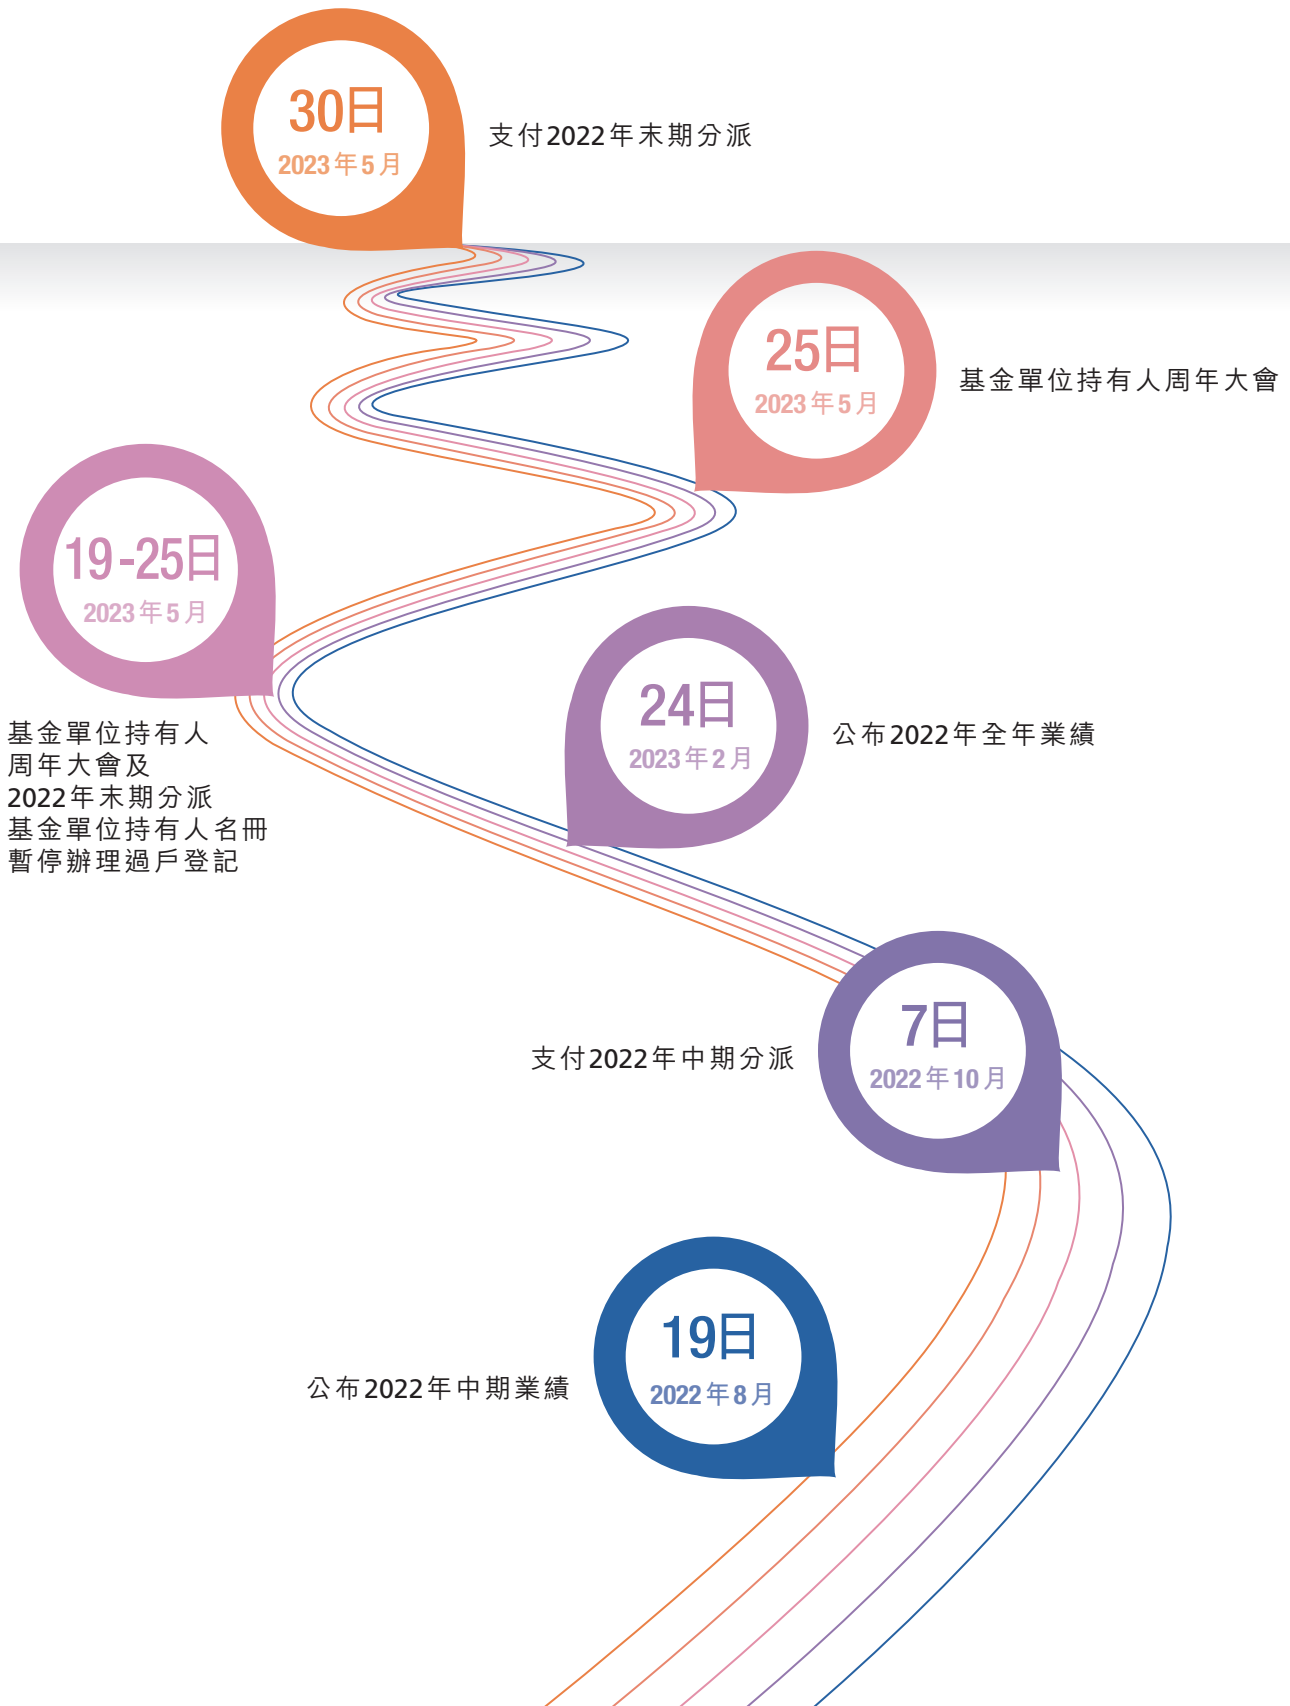 30日
2023年5月
支付2022年末期分派
25日
2023年5月
基金單位持有人周年大會
19-25日
2023年5月
基金單位持有人
周年大會及
2022年末期分派
基金單位持有人名冊
暫停辦理過戶登記
24日
2023年2月
公布2022年全年業績
7日
2022年10月
支付2022年中期分派
19日
2022年8月
公布2022年中期業績